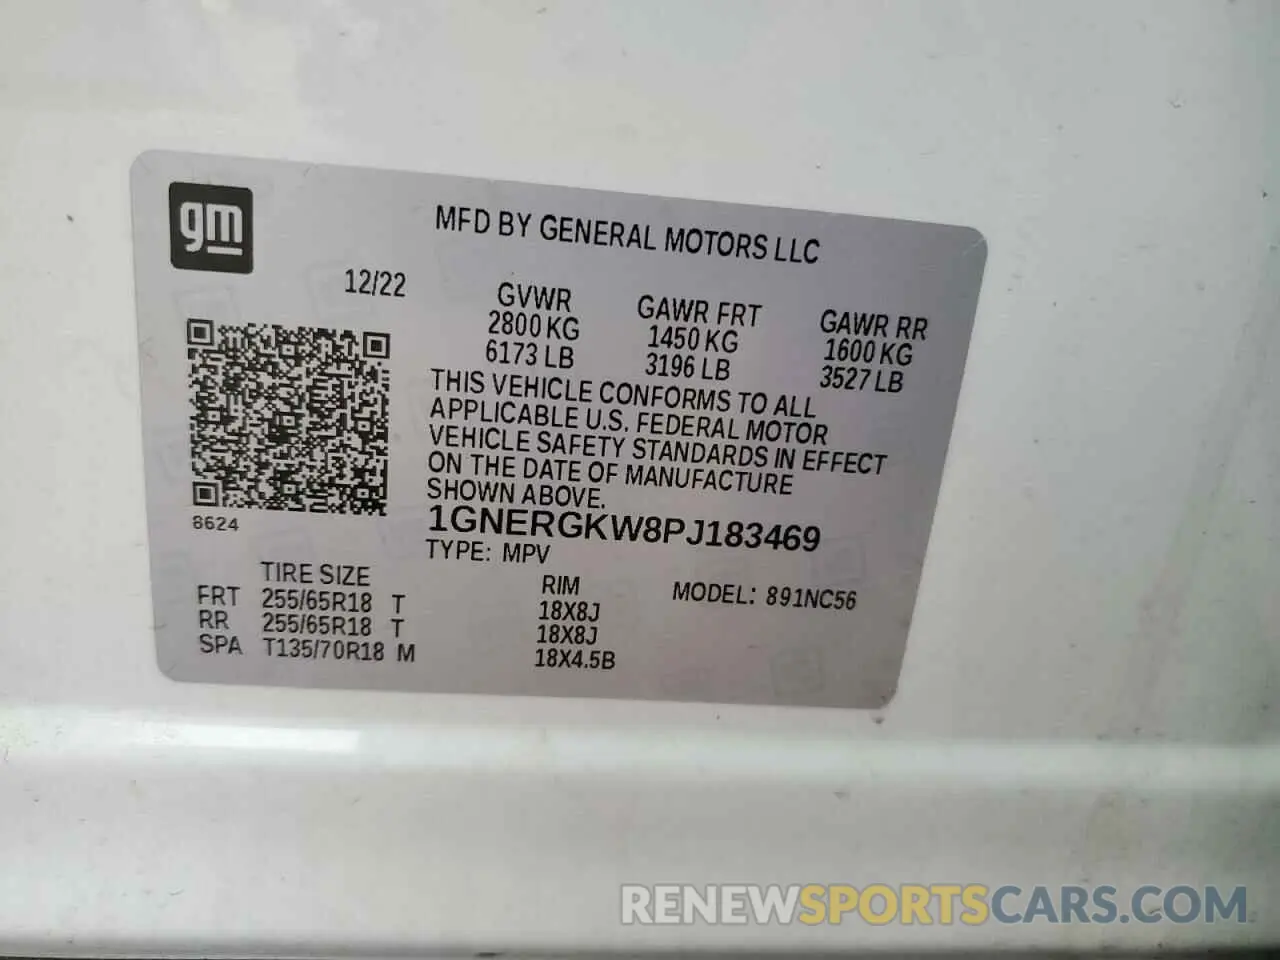 gm
MFD BY GENERAL MOTORS LLC
12/22
GVWR
2800 KG
6173 LB
GAWR FRT
1450 KG
3196 LB
GAWR RR
1600 KG
3527 LB
THIS VEHICLE CONFORMS TO ALL
APPLICABLE U.S. FEDERAL MOTOR
VEHICLE SAFETY STANDARDS IN EFFECT
ON THE DATE OF MANUFACTURE
SHOWN ABOVE.
8624
1GNERGKW8PJ183469
TYPE: MPV
MODEL: 891NC56
TIRE SIZE RIM
FRT 255/65R18 T 18X8J
RR 255/65R18 T 18X8J
SPA T135/70R18 M 18X4.5B
RENEWSPORTSCARS.COM